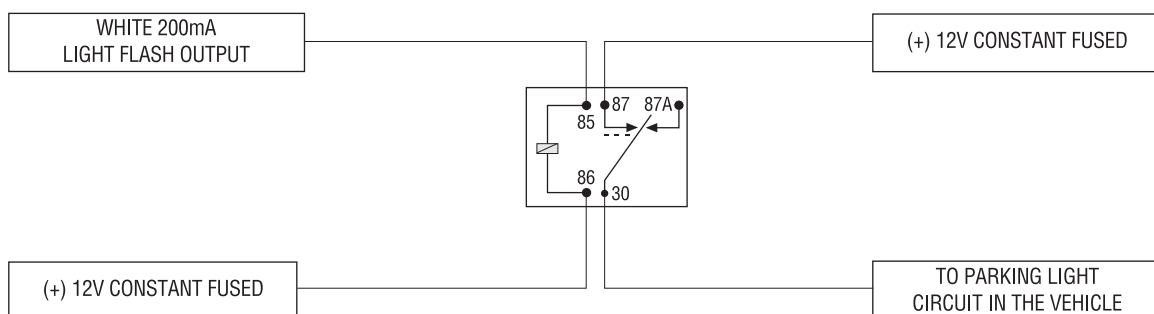 WHITE 200mA
LIGHT FLASH OUTPUT
(+) 12V CONSTANT FUSED
87 87A
85
86
30
(+) 12V CONSTANT FUSED
TO PARKING LIGHT
CIRCUIT IN THE VEHICLE